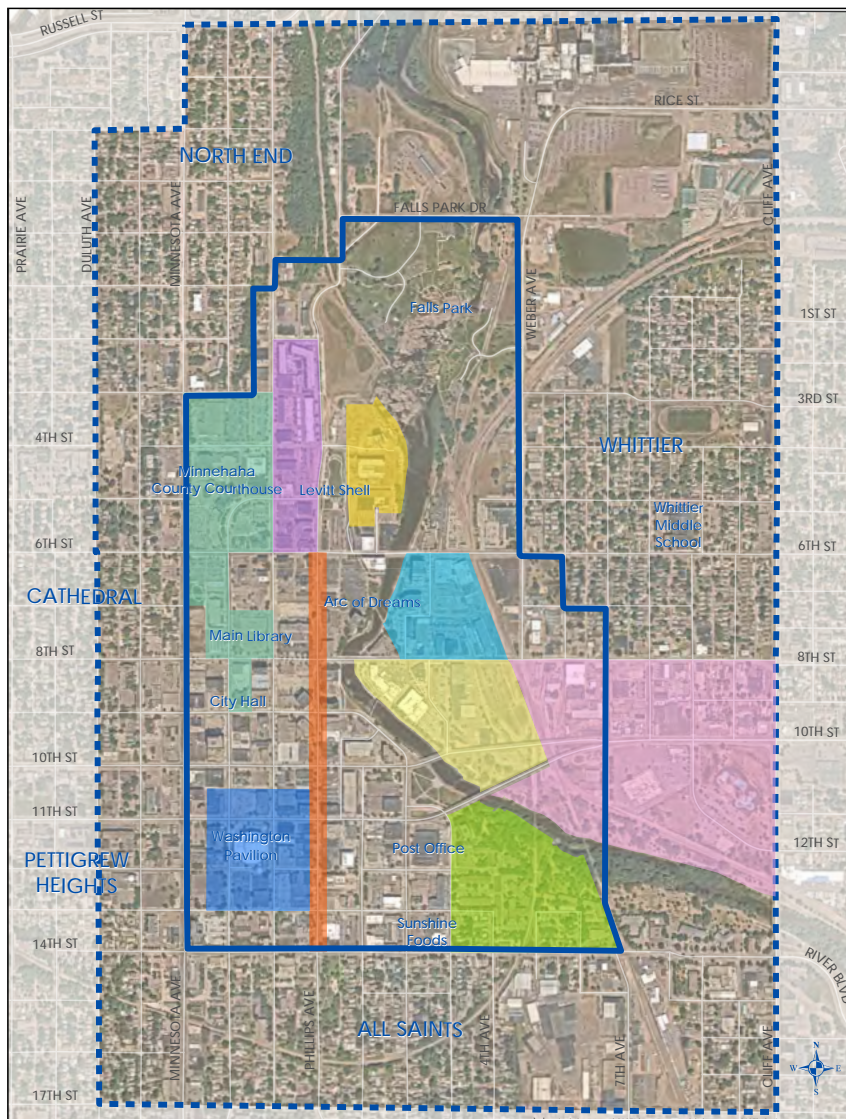 RUSSELL ST
RICE ST
NORTH END
PRAIRIE AVE
DULUTH AVE
MINNESOTA AVE
CLIFF AVE
FALLS PARK DR
WEBER AVE
Falls Park
1ST ST
3RD ST
4TH ST
WHITTIER
Minnehaha
County Courthouse
Levitt Shell
Whittier
Middle
School
6TH ST
6TH ST
CATHEDRAL
Arc of Dreams
Main Library
8TH ST
8TH ST
City Hall
10TH ST
10TH ST
11TH ST
12TH ST
Washington
Pavilion
Post Office
PETTIGREW
HEIGHTS
Sunshine
Foods
14TH ST
RIVER BLVD
MINNESOTA AVE
PHILLIPS AVE
ALL SAINTS
4TH AVE
7TH AVE
CLIFF AVE
N
W
E
S
17TH ST